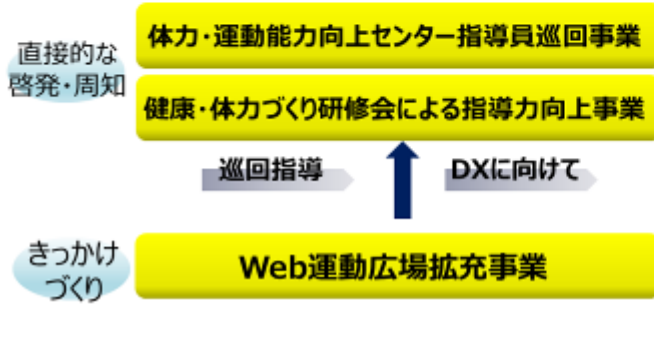 直接的な
啓発・周知
体力・運動能力向上センター指導員巡回事業
健康・体力づくり研修会による指導力向上事業
巡回指導
DXに向けて
きっかけ
づくり
Web運動広場拡充事業